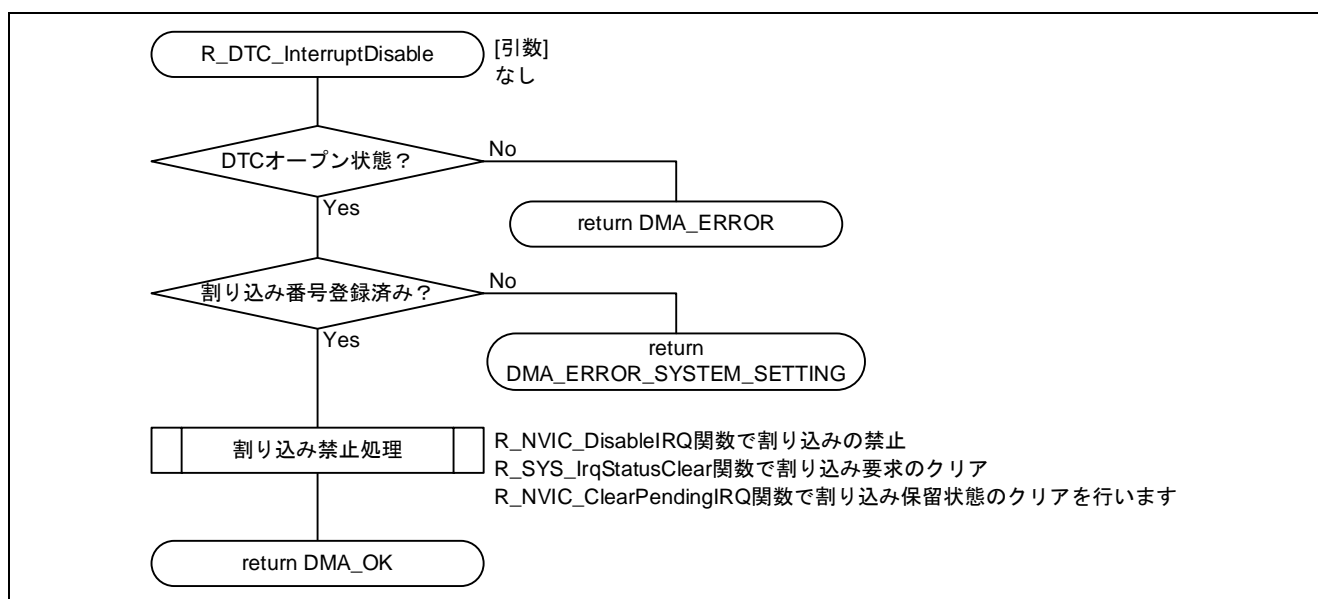 R_DTC_InterruptDisable
[引数]
なし
DTCオープン状態？
No
Yes
return DMA_ERROR
割り込み番号登録済み？
No
Yes
return
DMA_ERROR_SYSTEM_SETTING
割り込み禁止処理
R_NVIC_DisableIRQ関数で割り込みの禁止
R_SYS_IrqStatusClear関数で割り込み要求のクリア
R_NVIC_ClearPendingIRQ関数で割り込み保留状態のクリアを行います
return DMA_OK